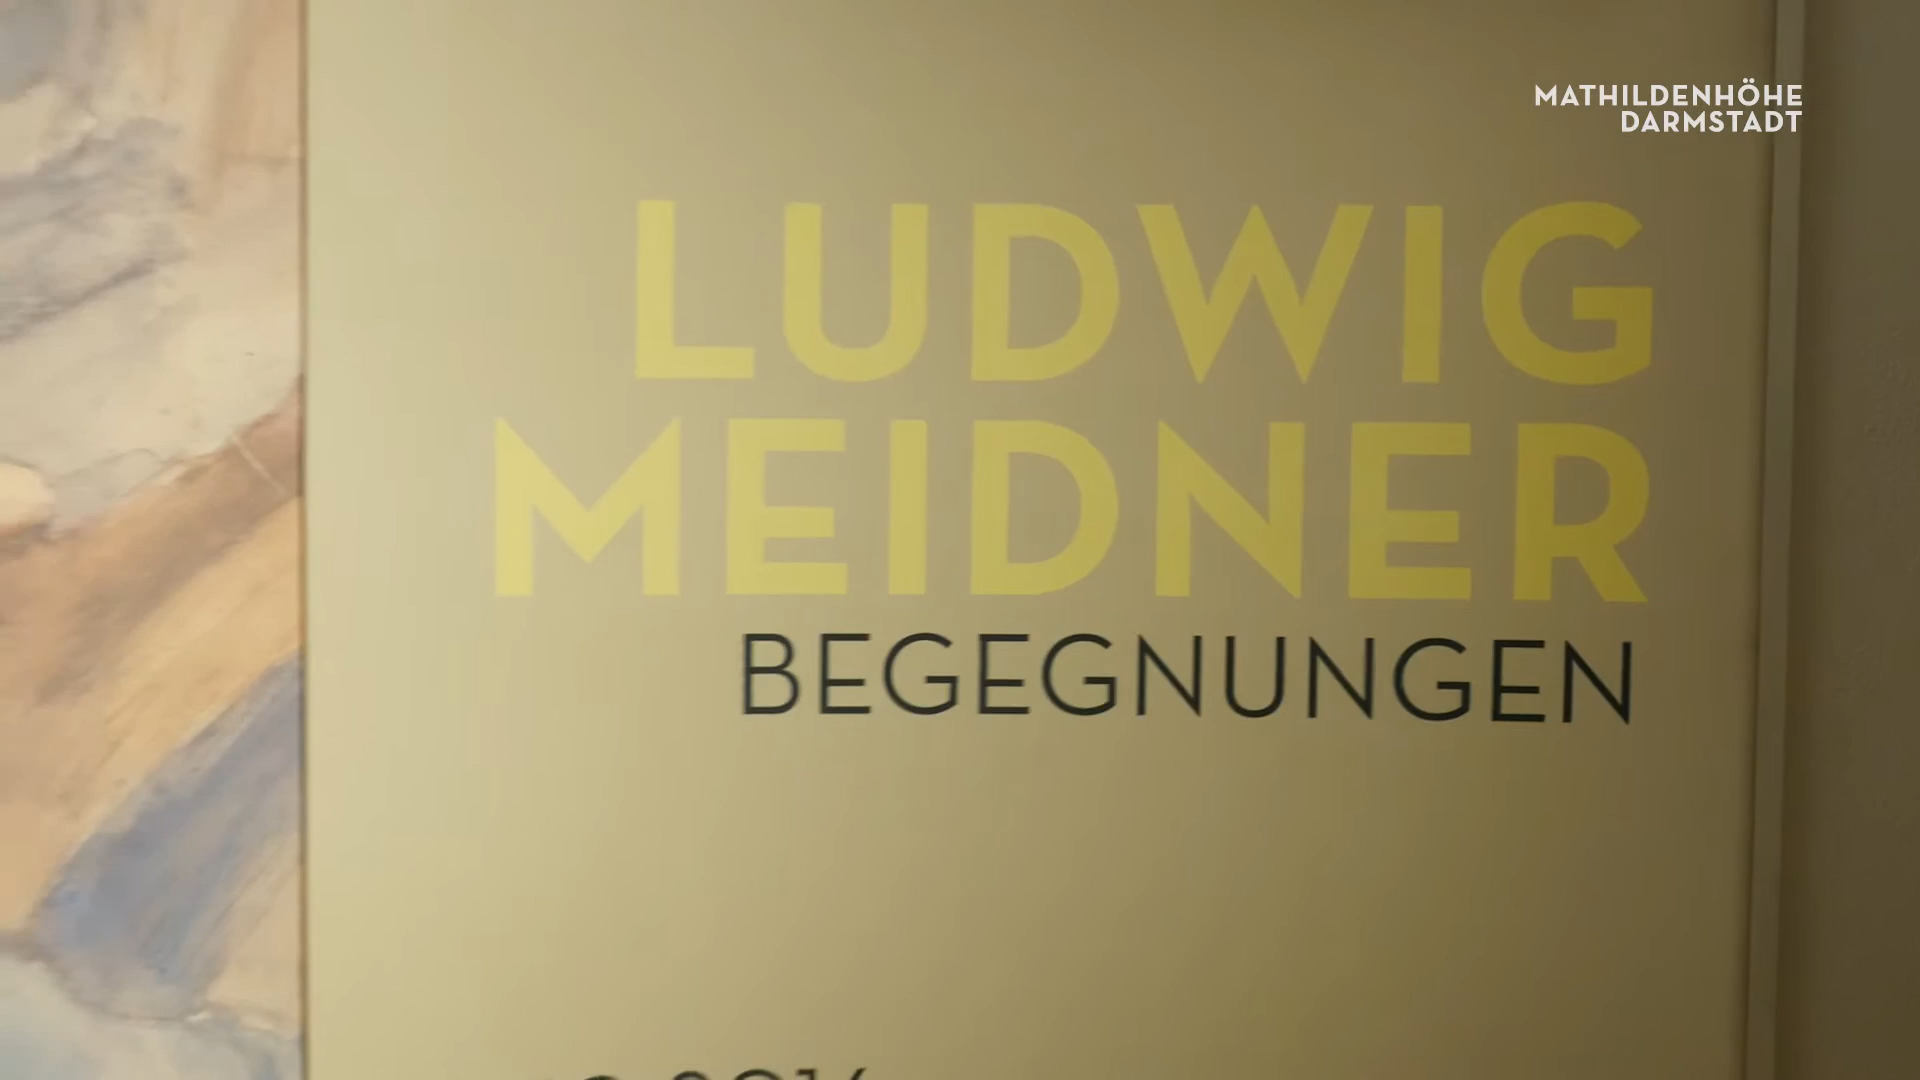 MATHILDENHÖHE
DARMSTADT
LUDWIG
MEIDNER
BEGEGNUNGEN